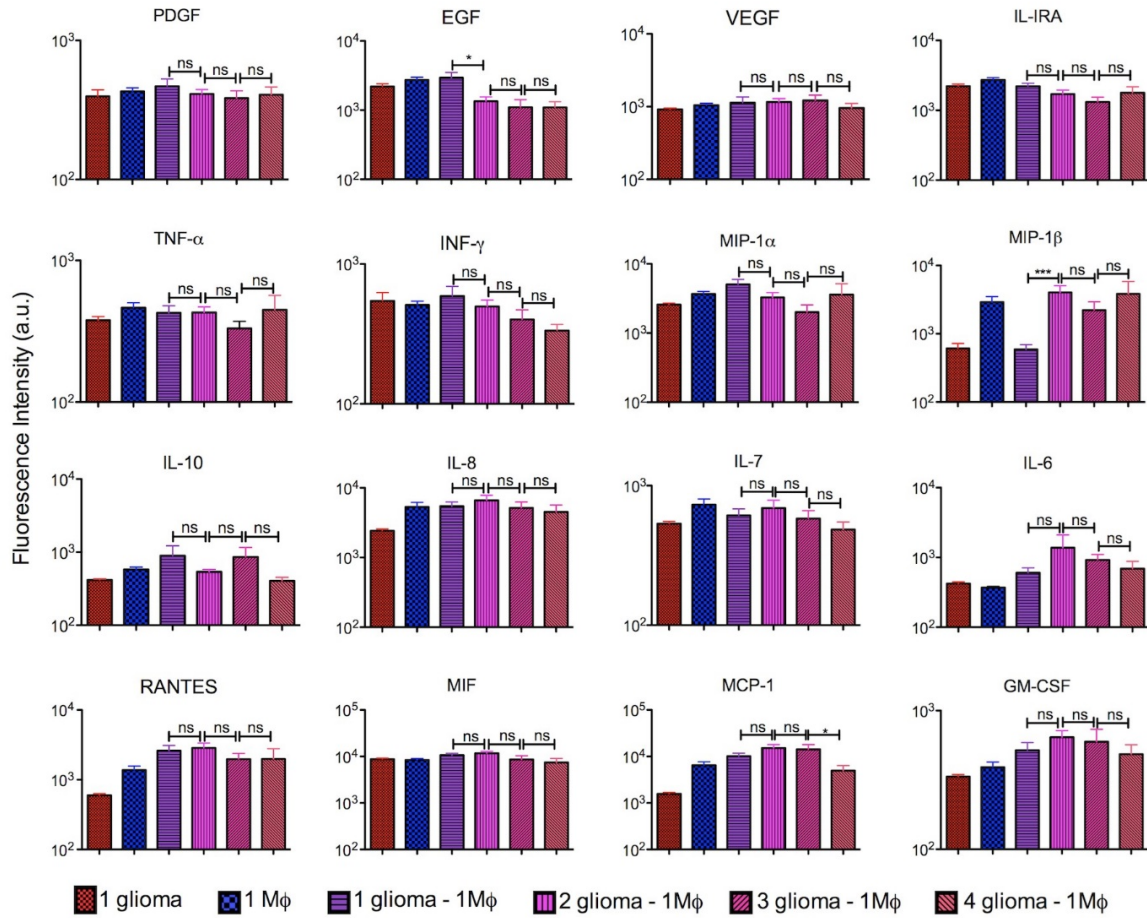 PDGF
EGF
VEGF
IL-IRA
10³
10²
ns
ns
ns
10⁴
10³
10²
*
ns
ns
10⁴
10³
10²
ns
ns
ns
10⁴
10³
10²
ns
ns
ns
TNF-α
INF-γ
MIP-1α
MIP-1β
10³
10²
ns
ns
ns
10³
10²
ns
ns
ns
10⁴
10³
10²
ns
ns
ns
10⁴
10³
10²
***
ns
ns
Fluorescence Intensity (a.u.)
IL-10
IL-8
IL-7
IL-6
10⁴
10³
10²
ns
ns
ns
10⁴
10³
10²
ns
ns
ns
10³
10²
ns
ns
ns
10⁴
10³
10²
ns
ns
ns
RANTES
MIF
MCP-1
GM-CSF
10⁴
10³
10²
ns
ns
ns
10⁵
10⁴
10³
10²
ns
ns
ns
10⁵
10⁴
10³
10²
ns
ns
*
10³
10²
ns
ns
ns
1 glioma
1 Mϕ
1 glioma - 1Mϕ
2 glioma - 1Mϕ
3 glioma - 1Mϕ
4 glioma - 1Mϕ